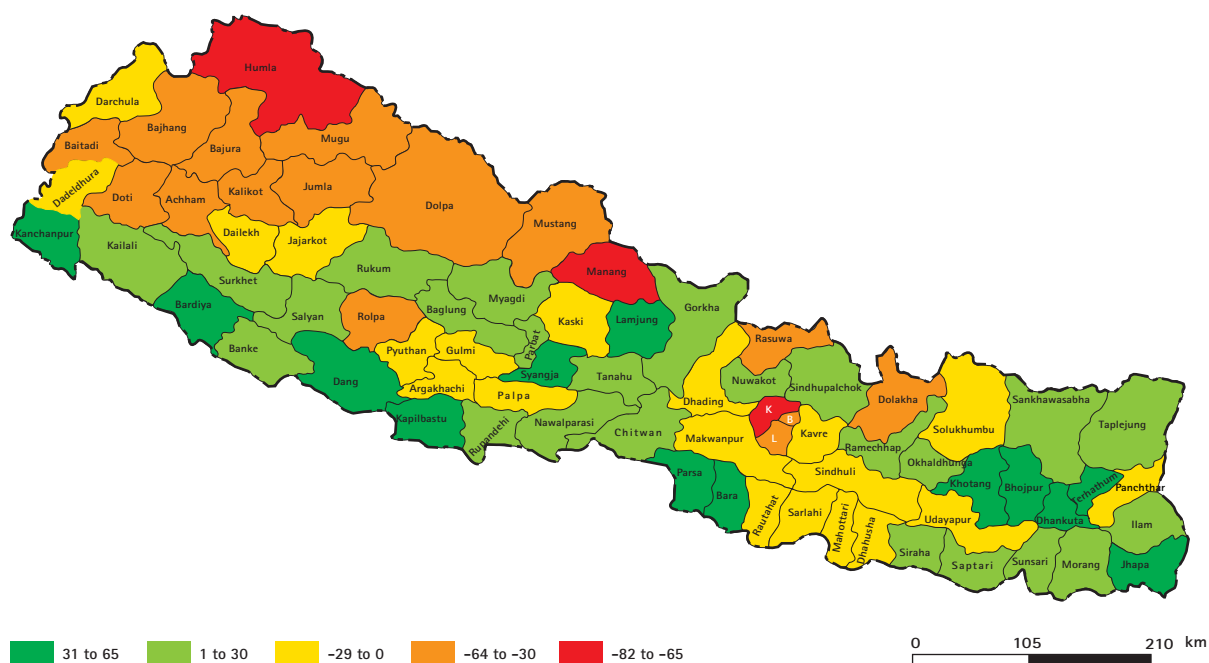 Humla
Darchula
Bajhang
Mugu
Baitadi
Bajura
Dadeldhura
Doti
Achham
Kalikot
Jumla
Dolpa
Mustang
Kanchanpur
Kailali
Dailekh
Jajarkot
Rukum
Manang
Surkhet
Myagdi
Gorkha
Bardiya
Salyan
Rolpa
Baglung
Kaski
Lamjung
Rasuwa
Banke
Pyuthan
Gulmi
Parbat
Dang
Argakhachi
Syangja
Tanahu
Nuwakot
Sindhupalchok
Dolakha
Sankhawasabha
Kapilbastu
Palpa
Dhading
K
B
L
Kavre
Solukhumbu
Taplejung
Rupandehi
Nawalparasi
Chitwan
Makwanpur
Ramechhap
Okhaldhunga
Parsa
Bara
Sindhuli
Khotang
Bhojpur
Terhathum
Panchthar
Rautahat
Sarlahi
Mahottari
Dhahusha
Udayapur
Dhankuta
Ilam
Siraha
Saptari
Sunsari
Morang
Jhapa
31 to 65
1 to 30
-29 to 0
-64 to -30
-82 to -65
0 105 210 km